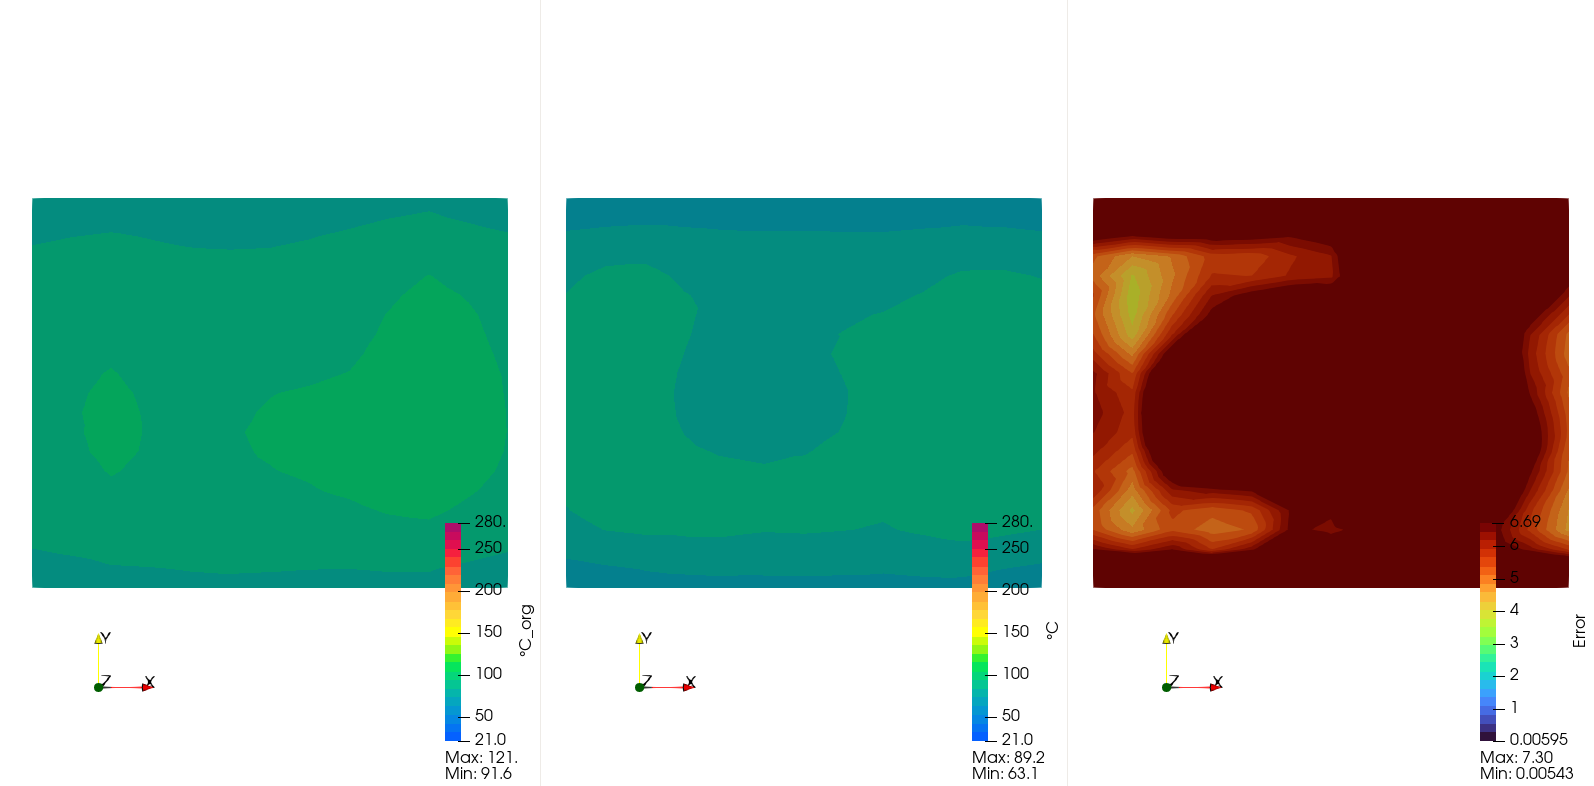 280.
250
200
150
100
50
21.0
°C_org
Max: 121.
Min: 91.6
Y
Z
X
280.
250
200
150
100
50
21.0
°C
Max: 89.2
Min: 63.1
Y
Z
X
6.69
6
5
4
3
2
1
0.00595
Error
Max: 7.30
Min: 0.00543
Y
Z
X